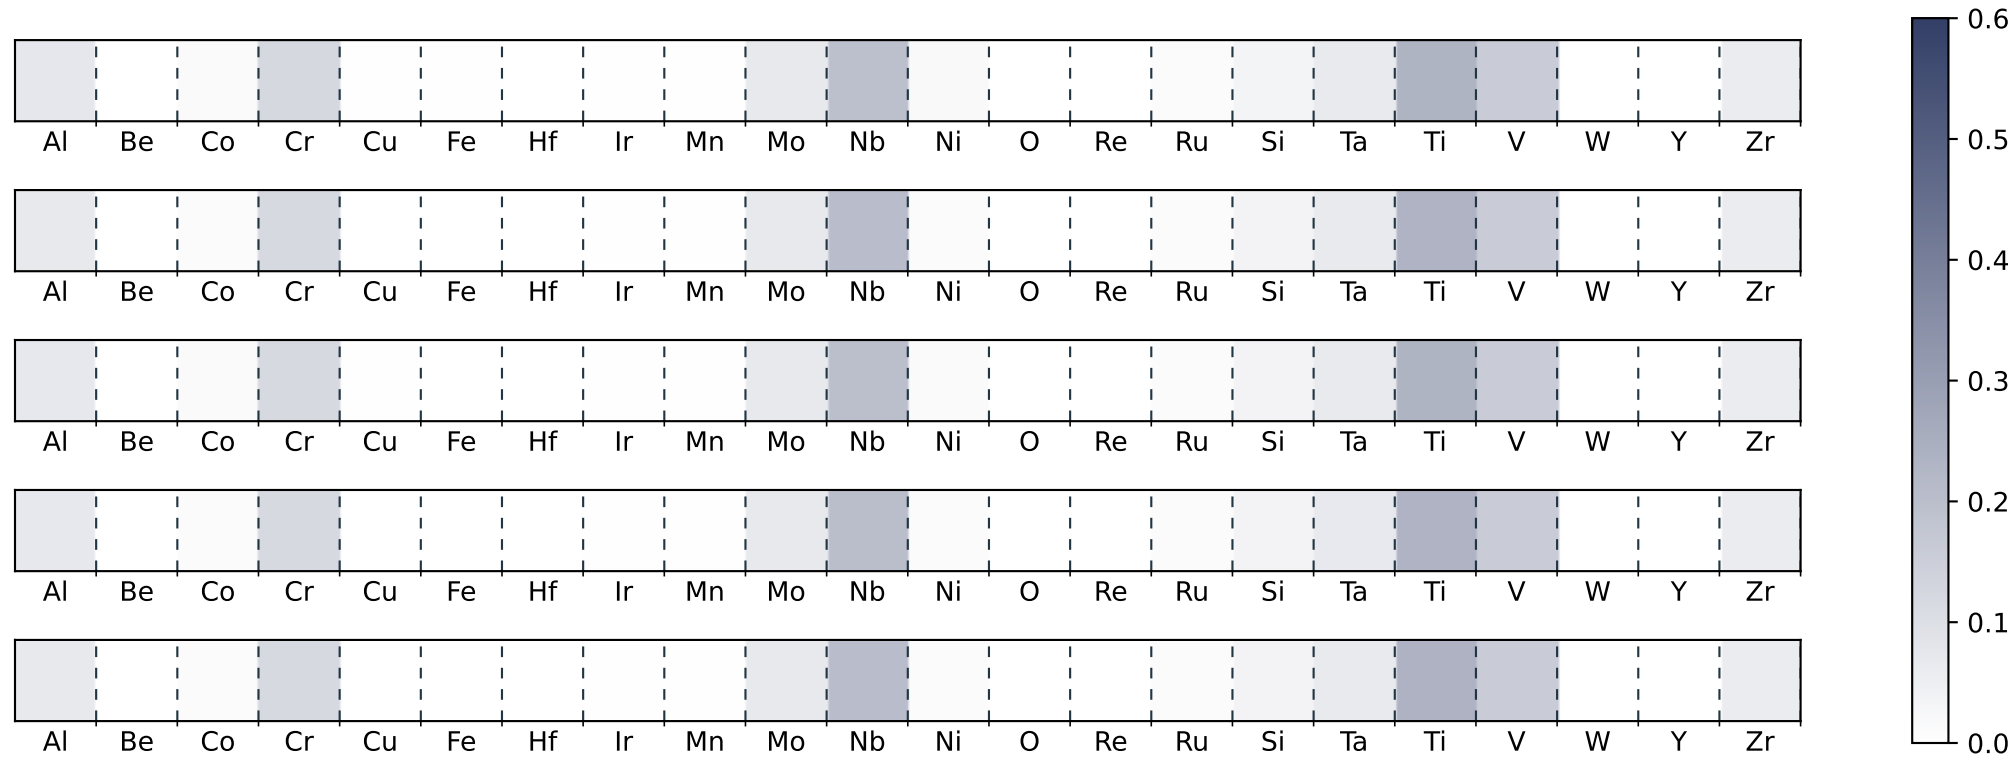 Al Be Co Cr Cu Fe Hf Ir Mn Mo Nb Ni O Re Ru Si Ta Ti V W Y Zr
Al Be Co Cr Cu Fe Hf Ir Mn Mo Nb Ni O Re Ru Si Ta Ti V W Y Zr
Al Be Co Cr Cu Fe Hf Ir Mn Mo Nb Ni O Re Ru Si Ta Ti V W Y Zr
Al Be Co Cr Cu Fe Hf Ir Mn Mo Nb Ni O Re Ru Si Ta Ti V W Y Zr
Al Be Co Cr Cu Fe Hf Ir Mn Mo Nb Ni O Re Ru Si Ta Ti V W Y Zr
0.6
0.5
0.4
0.3
0.2
0.1
0.0